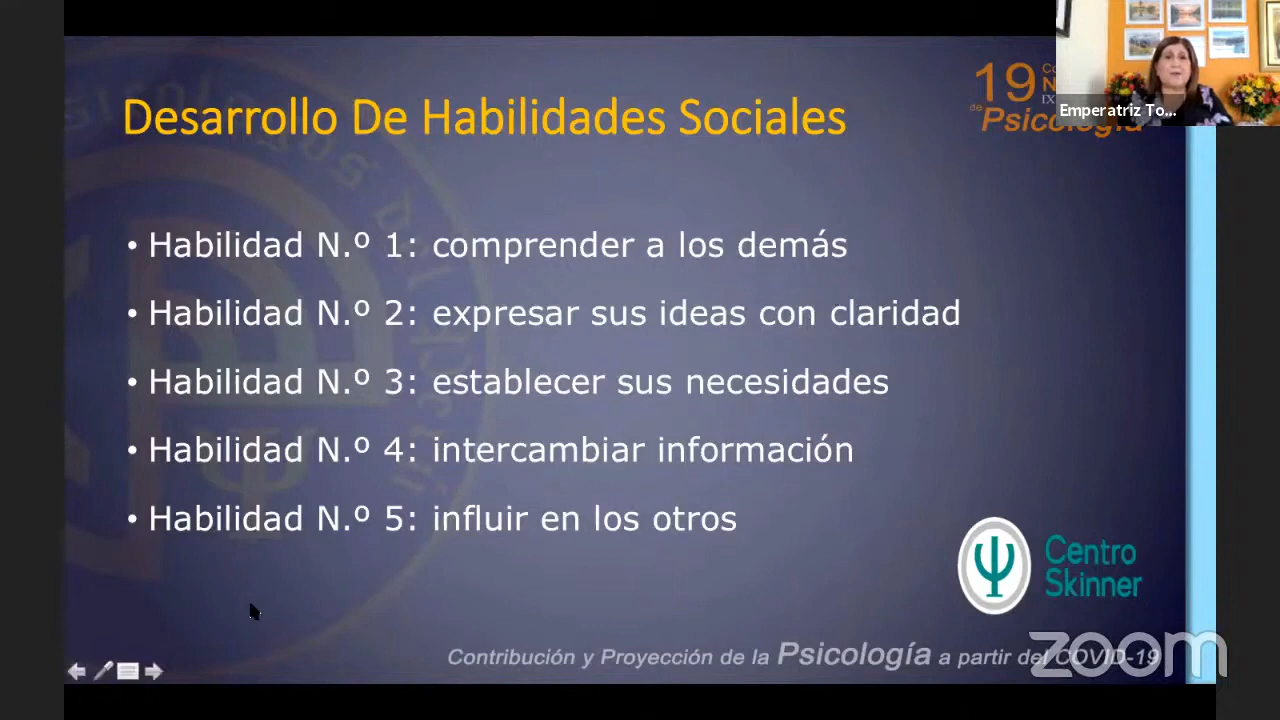 Desarrollo De Habilidades Sociales
19
de Psicología
Emperatriz To...
• Habilidad N.º 1: comprender a los demás
• Habilidad N.º 2: expresar sus ideas con claridad
• Habilidad N.º 3: establecer sus necesidades
• Habilidad N.º 4: intercambiar información
• Habilidad N.º 5: influir en los otros
Centro
Skinner
Contribución y Proyección de la Psicología a partir del COVID-19
zoom